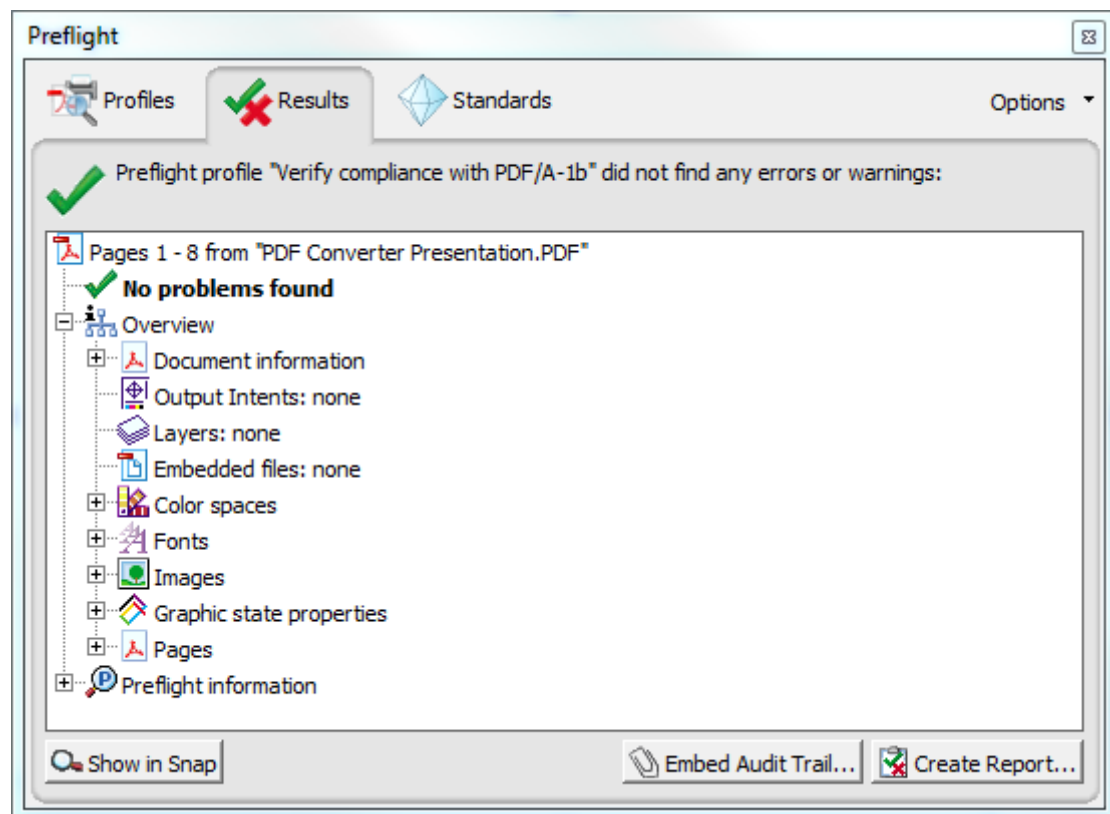 Preflight
Profiles Results Standards Options
Preflight profile "Verify compliance with PDF/A-1b" did not find any errors or warnings:
Pages 1 - 8 from "PDF Converter Presentation.PDF"
No problems found
Overview
Document information
Output Intents: none
Layers: none
Embedded files: none
Color spaces
Fonts
Images
Graphic state properties
Pages
Preflight information
Show in Snap Embed Audit Trail... Create Report...